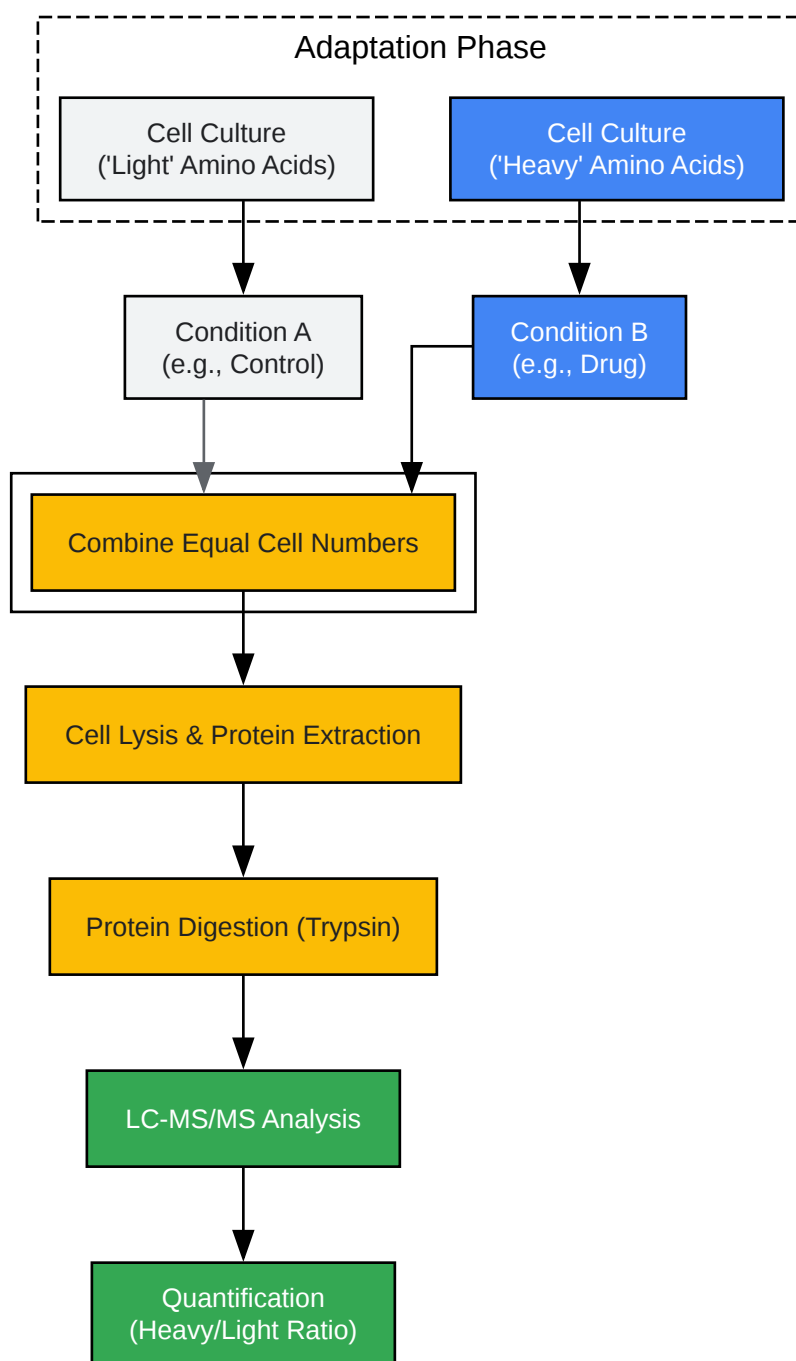 Adaptation Phase
Cell Culture
('Light' Amino Acids)
Cell Culture
('Heavy' Amino Acids)
Condition A
(e.g., Control)
Condition B
(e.g., Drug)
Combine Equal Cell Numbers
Cell Lysis & Protein Extraction
Protein Digestion (Trypsin)
LC-MS/MS Analysis
Quantification
(Heavy/Light Ratio)